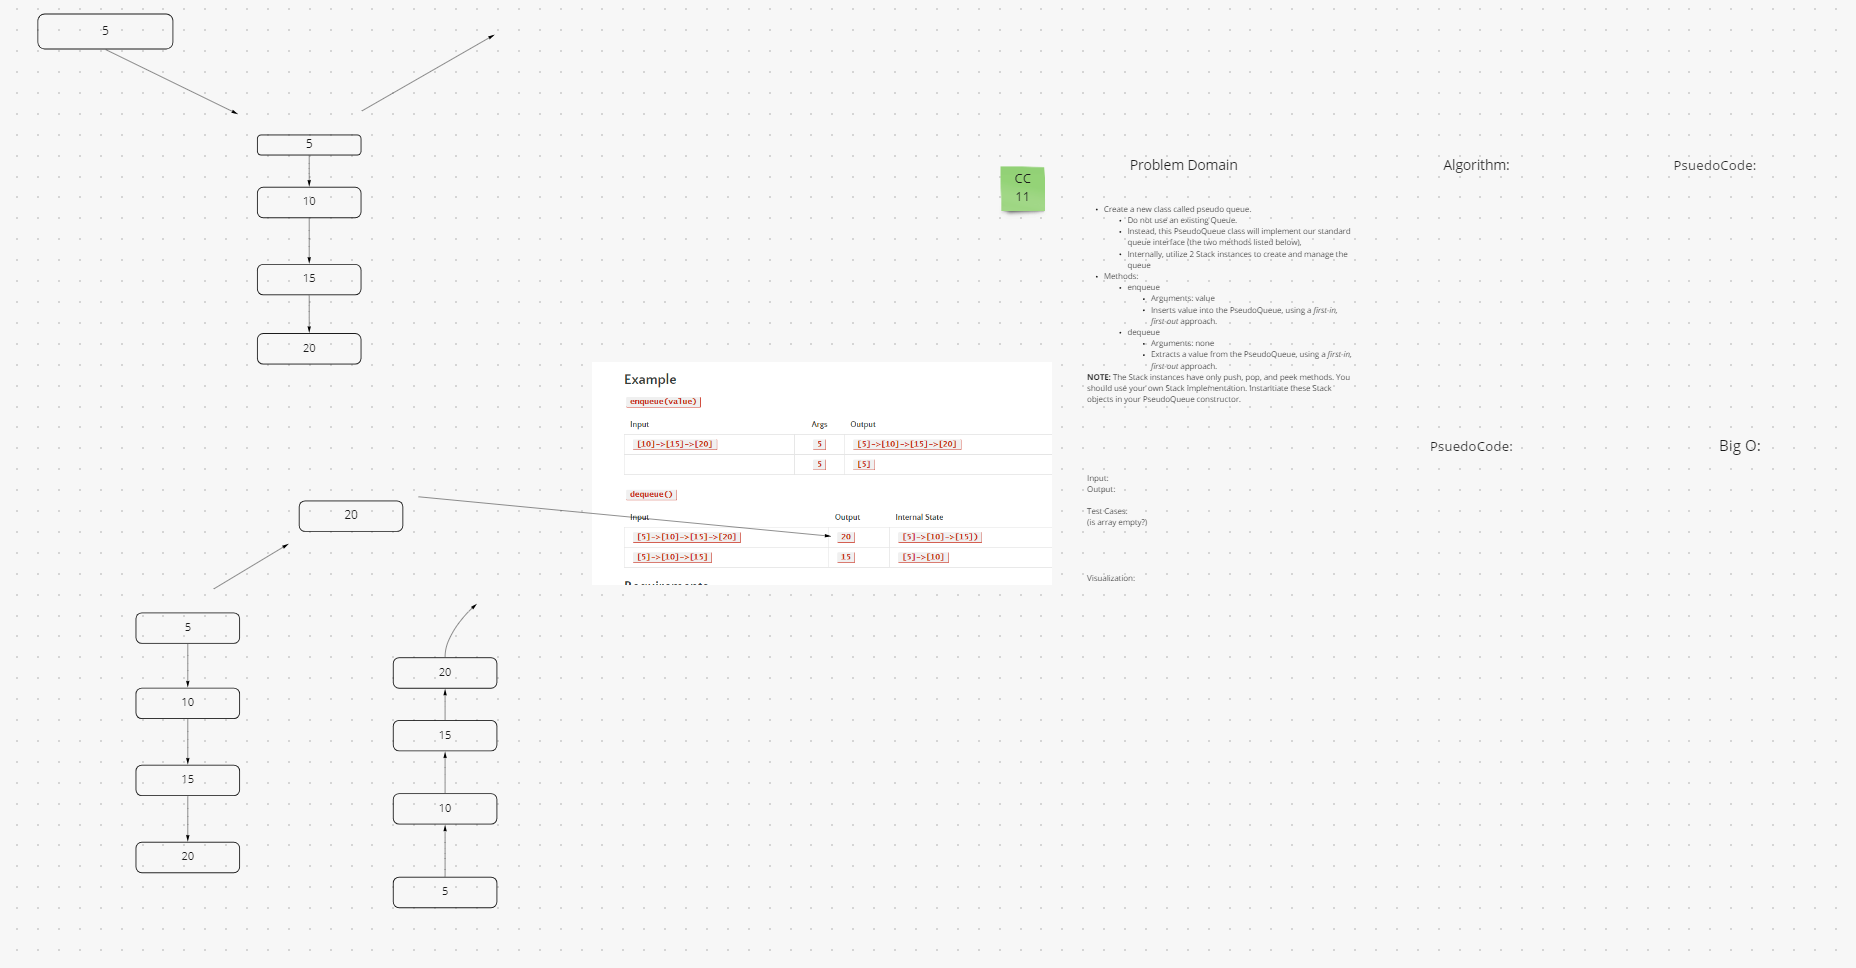 5
5
10
15
20
20
5
10
15
20
20
15
10
5
Example
enqueue(value)
Input Args Output
[10]->[15]->[20] 5 [5]->[10]->[15]->[20]
5 [5]
dequeue()
Input Output Internal State
[5]->[10]->[15]->[20] 20 [5]->[10]->[15])
[5]->[10]->[15] 15 [5]->[10]
Requirements
CC
11
Problem Domain
Create a new class called pseudo queue.
Do not use an existing Queue.
Instead, this PseudoQueue class will implement our standard
queue interface (the two methods listed below),
Internally, utilize 2 Stack instances to create and manage the
queue
Methods:
enqueue
Arguments: value
Inserts value into the PseudoQueue, using a first-in,
first-out approach.
dequeue
Arguments: none
Extracts a value from the PseudoQueue, using a first-in,
first-out approach.
NOTE: The Stack instances have only push, pop, and peek methods. You
should use your own Stack Implementation. Instantiate these Stack
objects in your PseudoQueue constructor.
Input:
Output:
Test Cases:
(is array empty?)
Visualization:
Algorithm:
PsuedoCode:
PsuedoCode:
Big O: